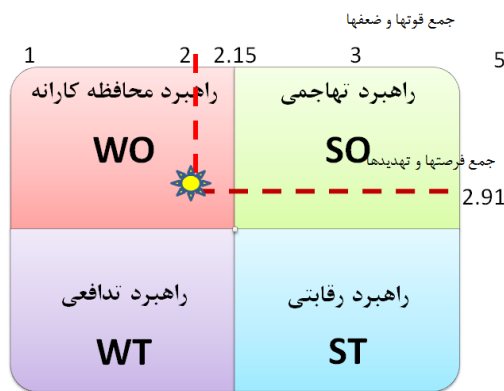 جمع قوتها و ضعفها
1 2 2.15 3 5
راهبرد محافظه کارانه
WO
راهبرد تهاجمی
SO
جمع فرصتها و تهدیدها
2.91
راهبرد تدافعی
WT
راهبرد رقابتی
ST